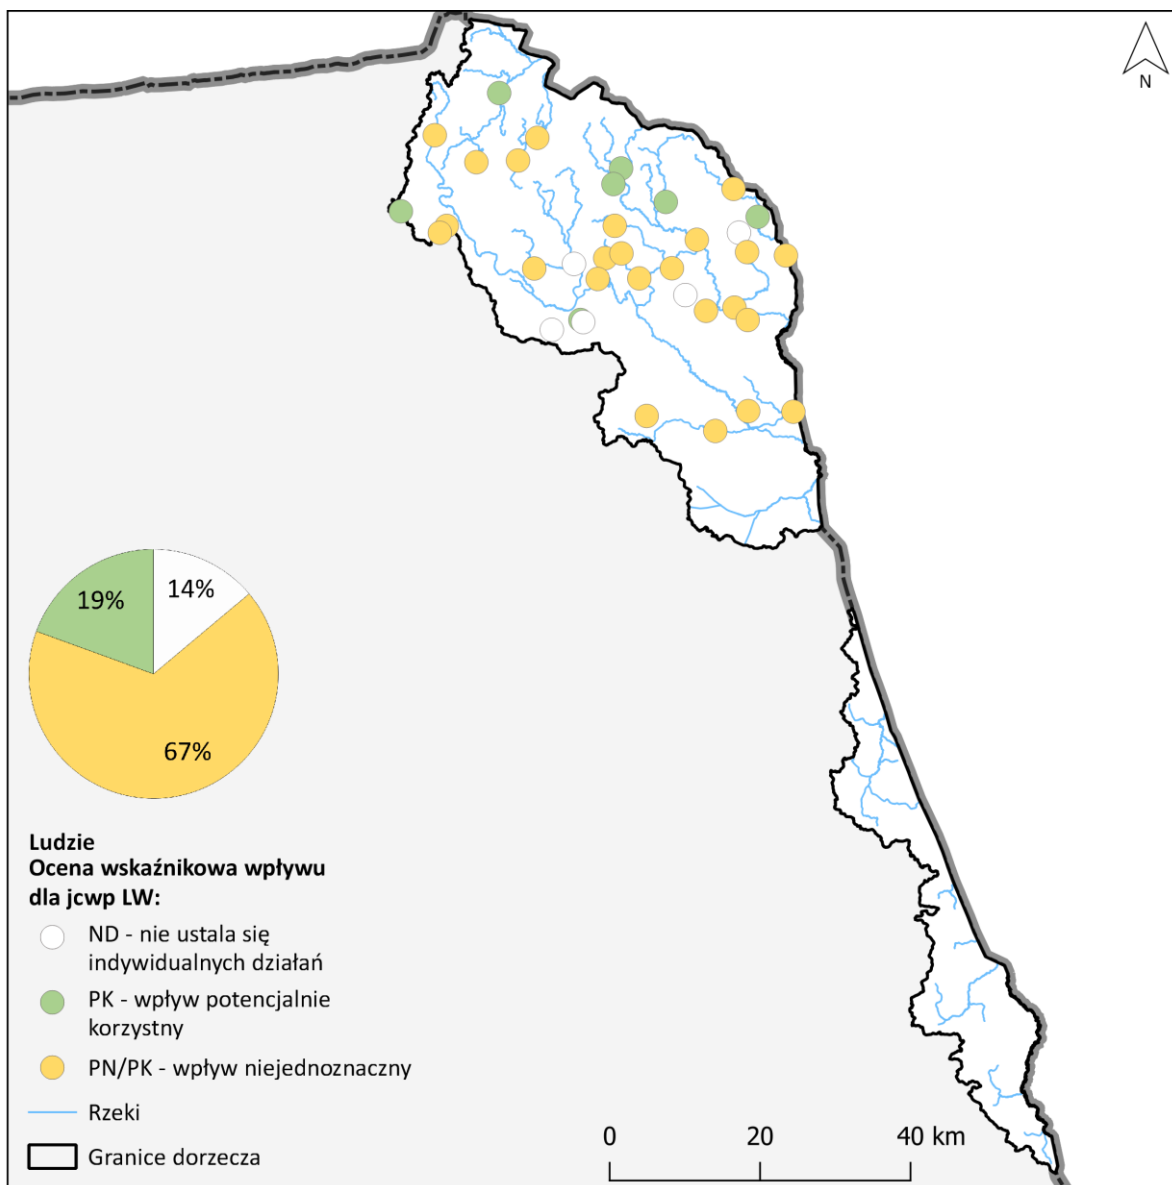 N
19%
14%
67%
Ludzie
Ocena wskaźnikowa wpływu
dla jcwp LW:
ND - nie ustala się
indywidualnych działań
PK - wpływ potencjalnie
korzystny
PN/PK - wpływ niejednoznaczny
Rzeki
Granice dorzecza
0 20 40 km